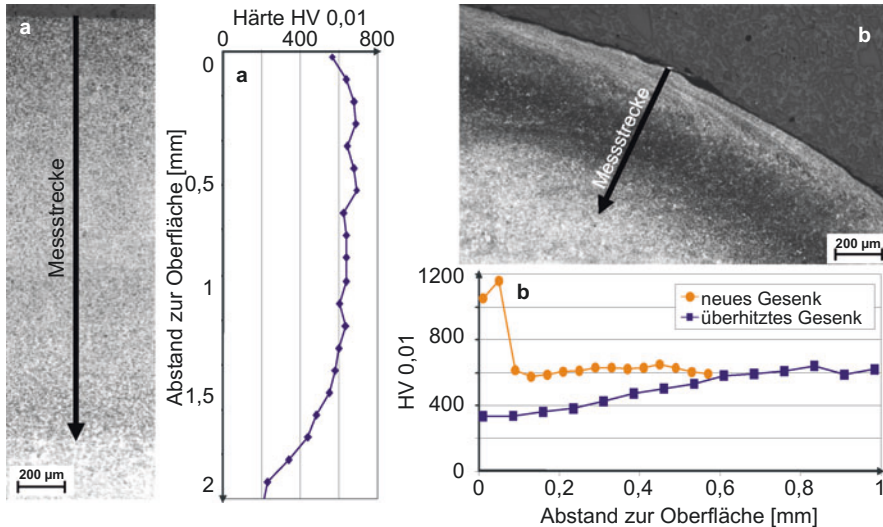 a
Messstrecke
200 µm
Härte HV 0,01
0 400 800
a
Abstand zur Oberfläche [mm]
0
0,5
1
1,5
2
b
Messstrecke
200 µm
b
neues Gesenk
überhitztes Gesenk
HV 0,01
1200
800
400
0
0 0,2 0,4 0,6 0,8 1
Abstand zur Oberfläche [mm]